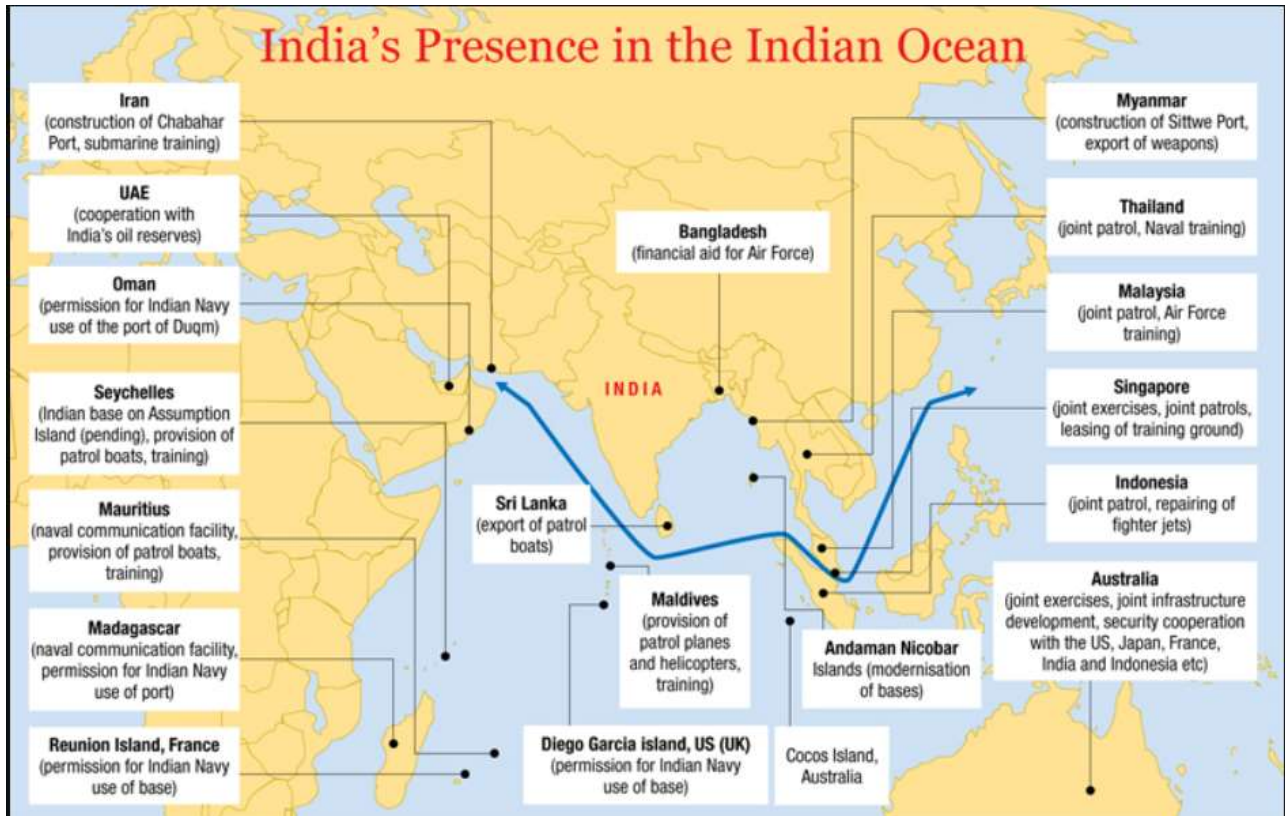 India's Presence in the Indian Ocean
Iran
(construction of Chabahar
Port, submarine training)
UAE
(cooperation with
India's oil reserves)
Oman
(permission for Indian Navy
use of the port of Duqm)
Seychelles
(Indian base on Assumption
Island (pending), provision of
patrol boats, training)
Mauritius
(naval communication facility,
provision of patrol boats,
training)
Madagascar
(naval communication facility,
permission for Indian Navy
use of port)
Reunion Island, France
(permission for Indian Navy
use of base)
Bangladesh
(financial aid for Air Force)
INDIA
Sri Lanka
(export of patrol
boats)
Maldives
(provision of
patrol planes
and helicopters,
training)
Diego Garcia island, US (UK)
(permission for Indian Navy
use of base)
Andaman Nicobar
Islands (modernisation
of bases)
Cocos Island,
Australia
Myanmar
(construction of Sittwe Port,
export of weapons)
Thailand
(joint patrol, Naval training)
Malaysia
(joint patrol, Air Force
training)
Singapore
(joint exercises, joint patrols,
leasing of training ground)
Indonesia
(joint patrol, repairing of
fighter jets)
Australia
(joint exercises, joint infrastructure
development, security cooperation
with the US, Japan, France,
India and Indonesia etc)